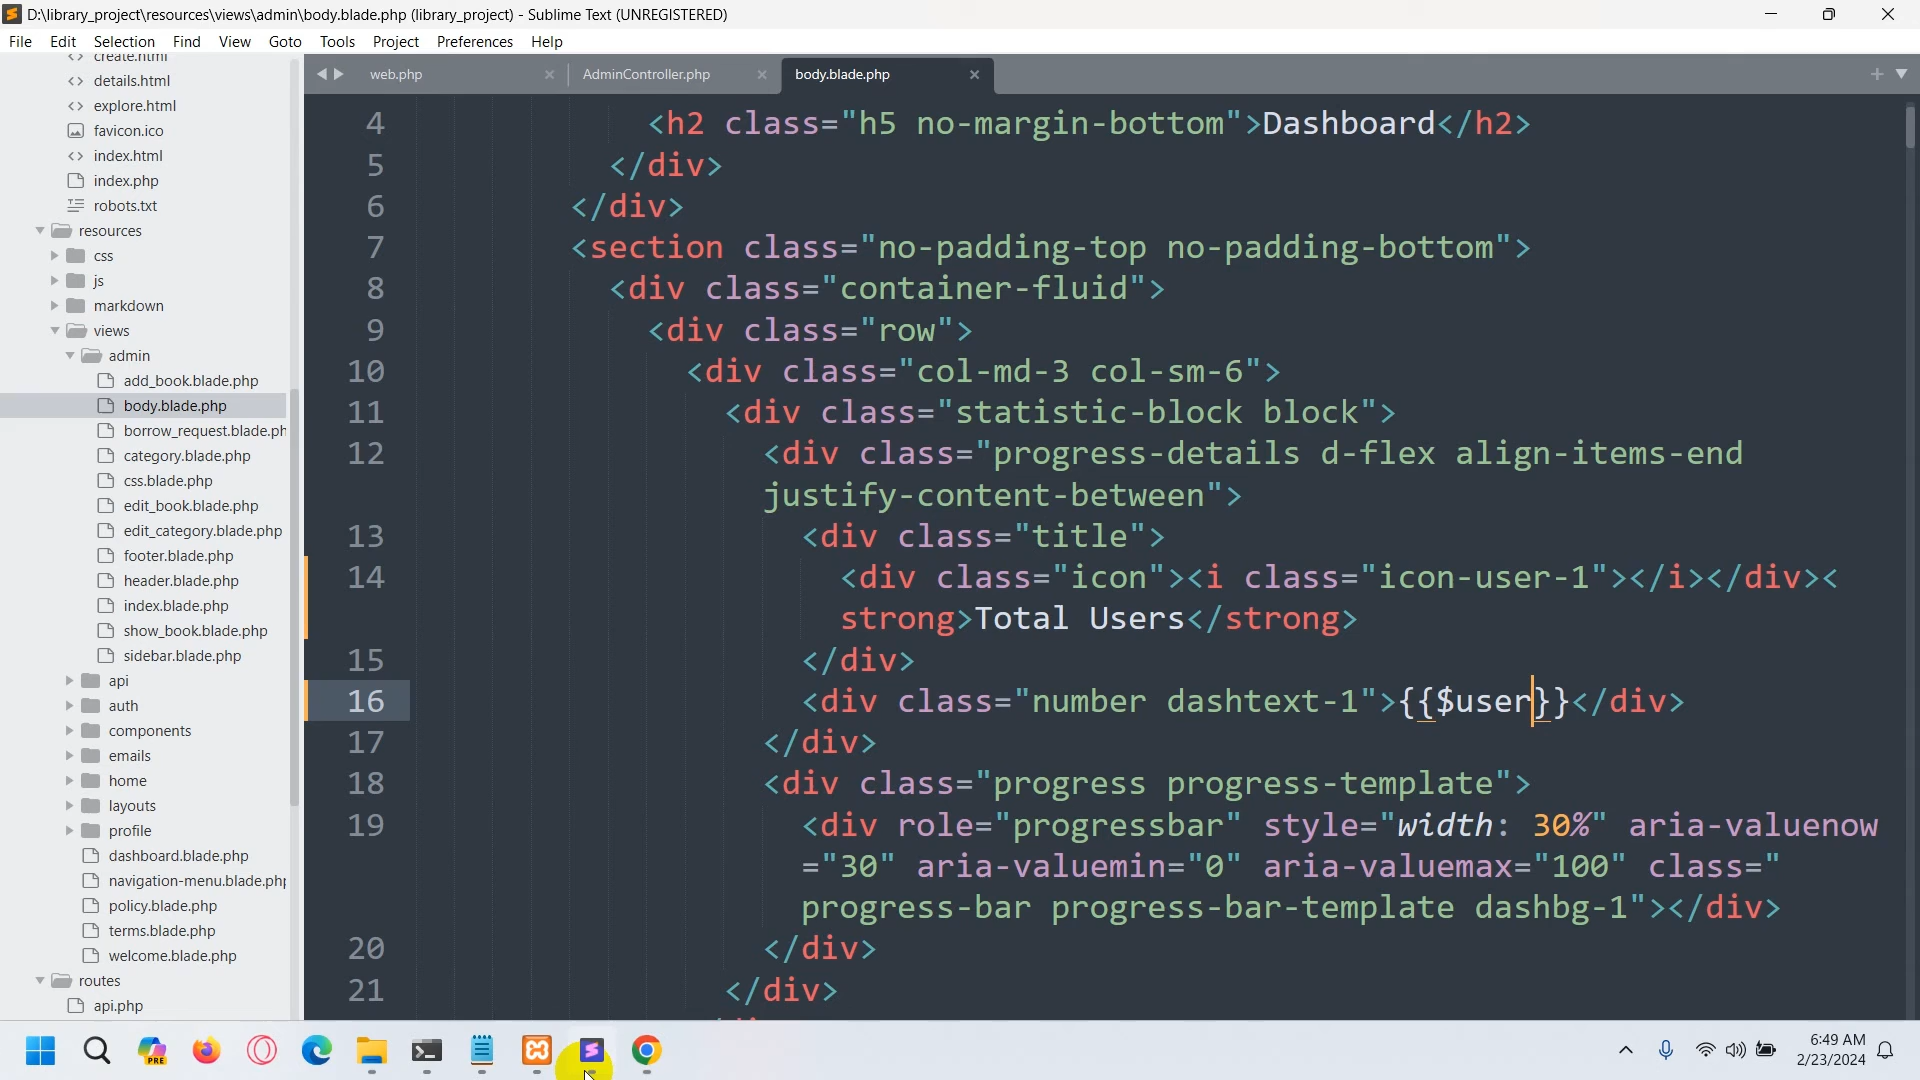 D:\library_project\resources\views\admin\body.blade.php (library_project) - Sublime Text (UNREGISTERED)
File Edit Selection Find View Goto Tools Project Preferences Help
create.html
details.html
explore.html
favicon.ico
index.html
index.php
robots.txt
resources
css
js
markdown
views
admin
add_book.blade.php
body.blade.php
borrow_request.blade.ph
category.blade.php
css.blade.php
edit_book.blade.php
edit_category.blade.php
footer.blade.php
header.blade.php
index.blade.php
show_book.blade.php
sidebar.blade.php
api
auth
components
emails
home
layouts
profile
dashboard.blade.php
navigation-menu.blade.php
policy.blade.php
terms.blade.php
welcome.blade.php
routes
api.php
web.php AdminController.php body.blade.php
4 <h2 class="h5 no-margin-bottom">Dashboard</h2>
5 </div>
6 </div>
7 <section class="no-padding-top no-padding-bottom">
8 <div class="container-fluid">
9 <div class="row">
10 <div class="col-md-3 col-sm-6">
11 <div class="statistic-block block">
12 <div class="progress-details d-flex align-items-end
justify-content-between">
13 <div class="title">
14 <div class="icon"><i class="icon-user-1"></i></div><
strong>Total Users</strong>
15 </div>
16 <div class="number dashtext-1">{{$user}}</div>
17 </div>
18 <div class="progress progress-template">
19 <div role="progressbar" style="width: 30%" aria-valuenow
="30" aria-valuemin="0" aria-valuemax="100" class="
progress-bar progress-bar-template dashbg-1"></div>
20 </div>
21 </div>
PRE
6:49 AM
2/23/2024